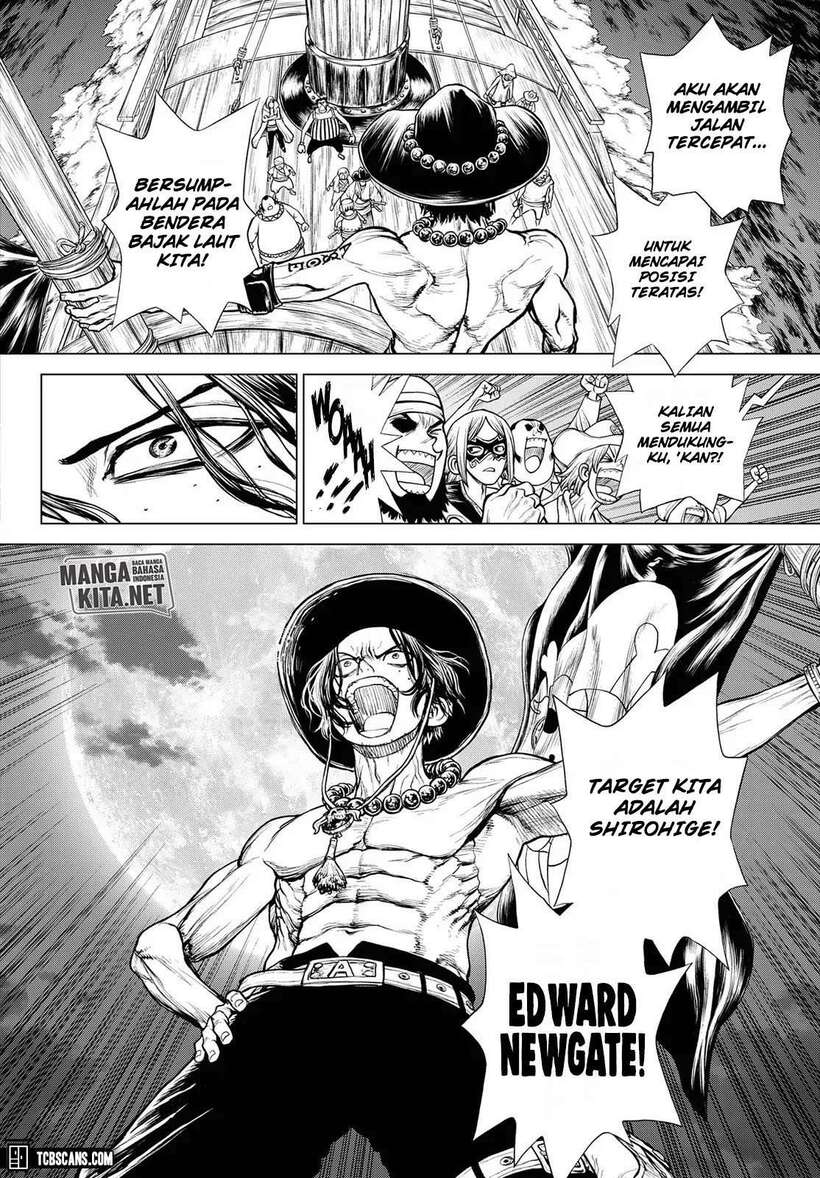 AKU AKAN
MENGAMBIL
JALAN
TERCEPAT...
UNTUK
MENCAPAI
POSISI
TERATAS!
BERSUMP-
AHLAH PADA
BENDERA
BAJAK LAUT
KITA!
KALIAN
SEMUA
MENDUKUNG-
KU, 'KAN?!
WOHHH
MANGA
KITA.NET
BACA MANGA
BAHASA
INDONESIA
TARGET KITA
ADALAH
SHIROHIGE!
EDWARD
NEWGATE!
A
TCBSCANS.COM